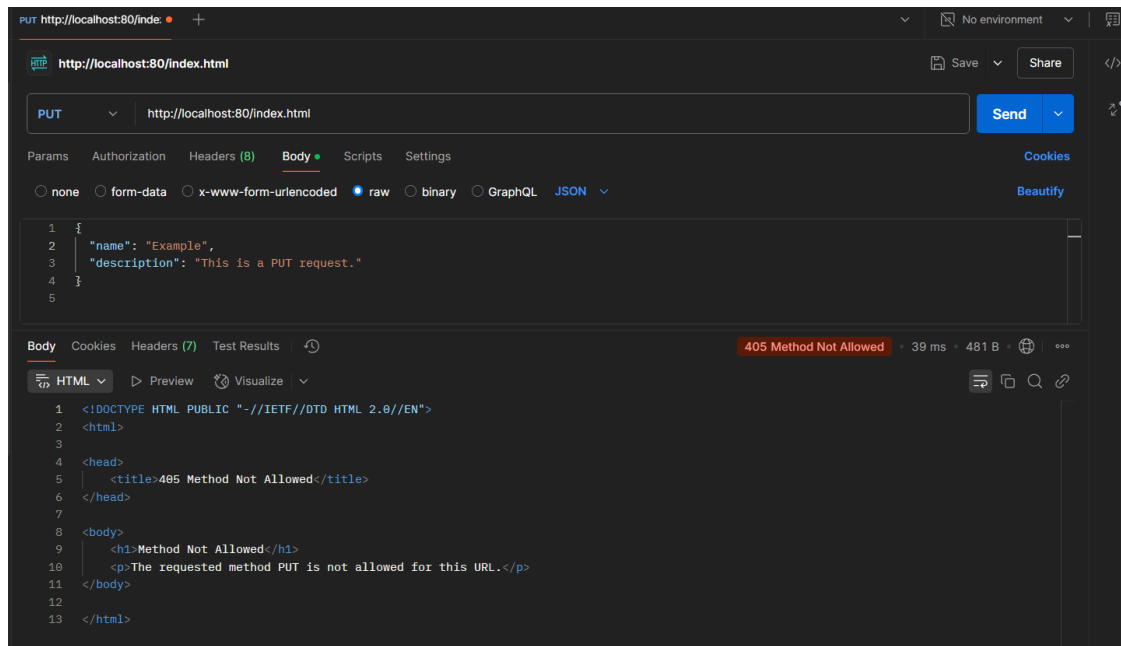 PUT http://localhost:80/inde: +
No environment
HTTP http://localhost:80/index.html
Save Share </>
PUT http://localhost:80/index.html Send
Params Authorization Headers (8) Body Scripts Settings Cookies
none form-data x-www-form-urlencoded raw binary GraphQL JSON Beautify
1 {
2 "name": "Example",
3 "description": "This is a PUT request."
4 }
5
Body Cookies Headers (7) Test Results 405 Method Not Allowed 39 ms 481 B
HTML Preview Visualize
1 <!DOCTYPE HTML PUBLIC "-//IETF//DTD HTML 2.0//EN">
2 <html>
3
4 <head>
5 <title>405 Method Not Allowed</title>
6 </head>
7
8 <body>
9 <h1>Method Not Allowed</h1>
10 <p>The requested method PUT is not allowed for this URL.</p>
11 </body>
12
13 </html>